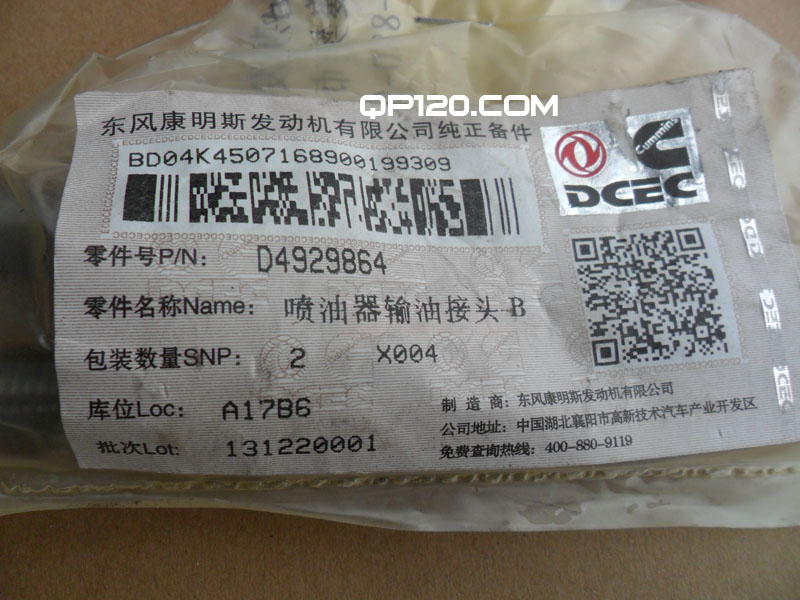 QP120.COM
东风康明斯发动机有限公司纯正备件
BD04K4507168900199309
Cummins
DCEC
零件号P/N: D4929864
零件名称Name: 喷油器输油接头 B
包装数量SNP: 2 X004
库位Loc: A17B6
批次Lot: 131220001
制 造 商: 东风康明斯发动机有限公司
公司地址: 中国湖北襄阳市高新技术汽车产业开发区
免费查询热线: 400-880-9119